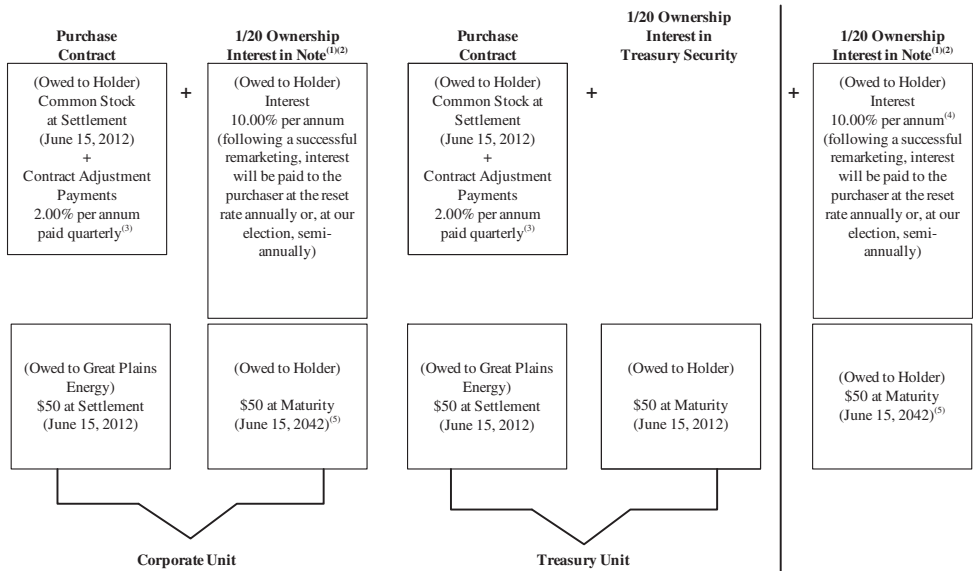 Purchase
Contract
(Owed to Holder)
Common Stock
at Settlement
(June 15, 2012)
+
Contract Adjustment
Payments
2.00% per annum
paid quarterly(3)
+
1/20 Ownership
Interest in Note(1)(2)
(Owed to Holder)
Interest
10.00% per annum
(following a successful
remarketing, interest
will be paid to the
purchaser at the reset
rate annually or, at our
election, semi-
annually)
Purchase
Contract
(Owed to Holder)
Common Stock at
Settlement
(June 15, 2012)
+
Contract Adjustment
Payments
2.00% per annum
paid quarterly(3)
+
1/20 Ownership
Interest in
Treasury Security
+
1/20 Ownership
Interest in Note(1)(2)
(Owed to Holder)
Interest
10.00% per annum(4)
(following a successful
remarketing, interest
will be paid to the
purchaser at the reset
rate annually or, at our
election, semi-
annually)
(Owed to Great Plains
Energy)
$50 at Settlement
(June 15, 2012)
(Owed to Holder)
$50 at Maturity
(June 15, 2042)(5)
(Owed to Great Plains
Energy)
$50 at Settlement
(June 15, 2012)
(Owed to Holder)
$50 at Maturity
(June 15, 2012)
(Owed to Holder)
$50 at Maturity
(June 15, 2042)(5)
Corporate Unit
Treasury Unit